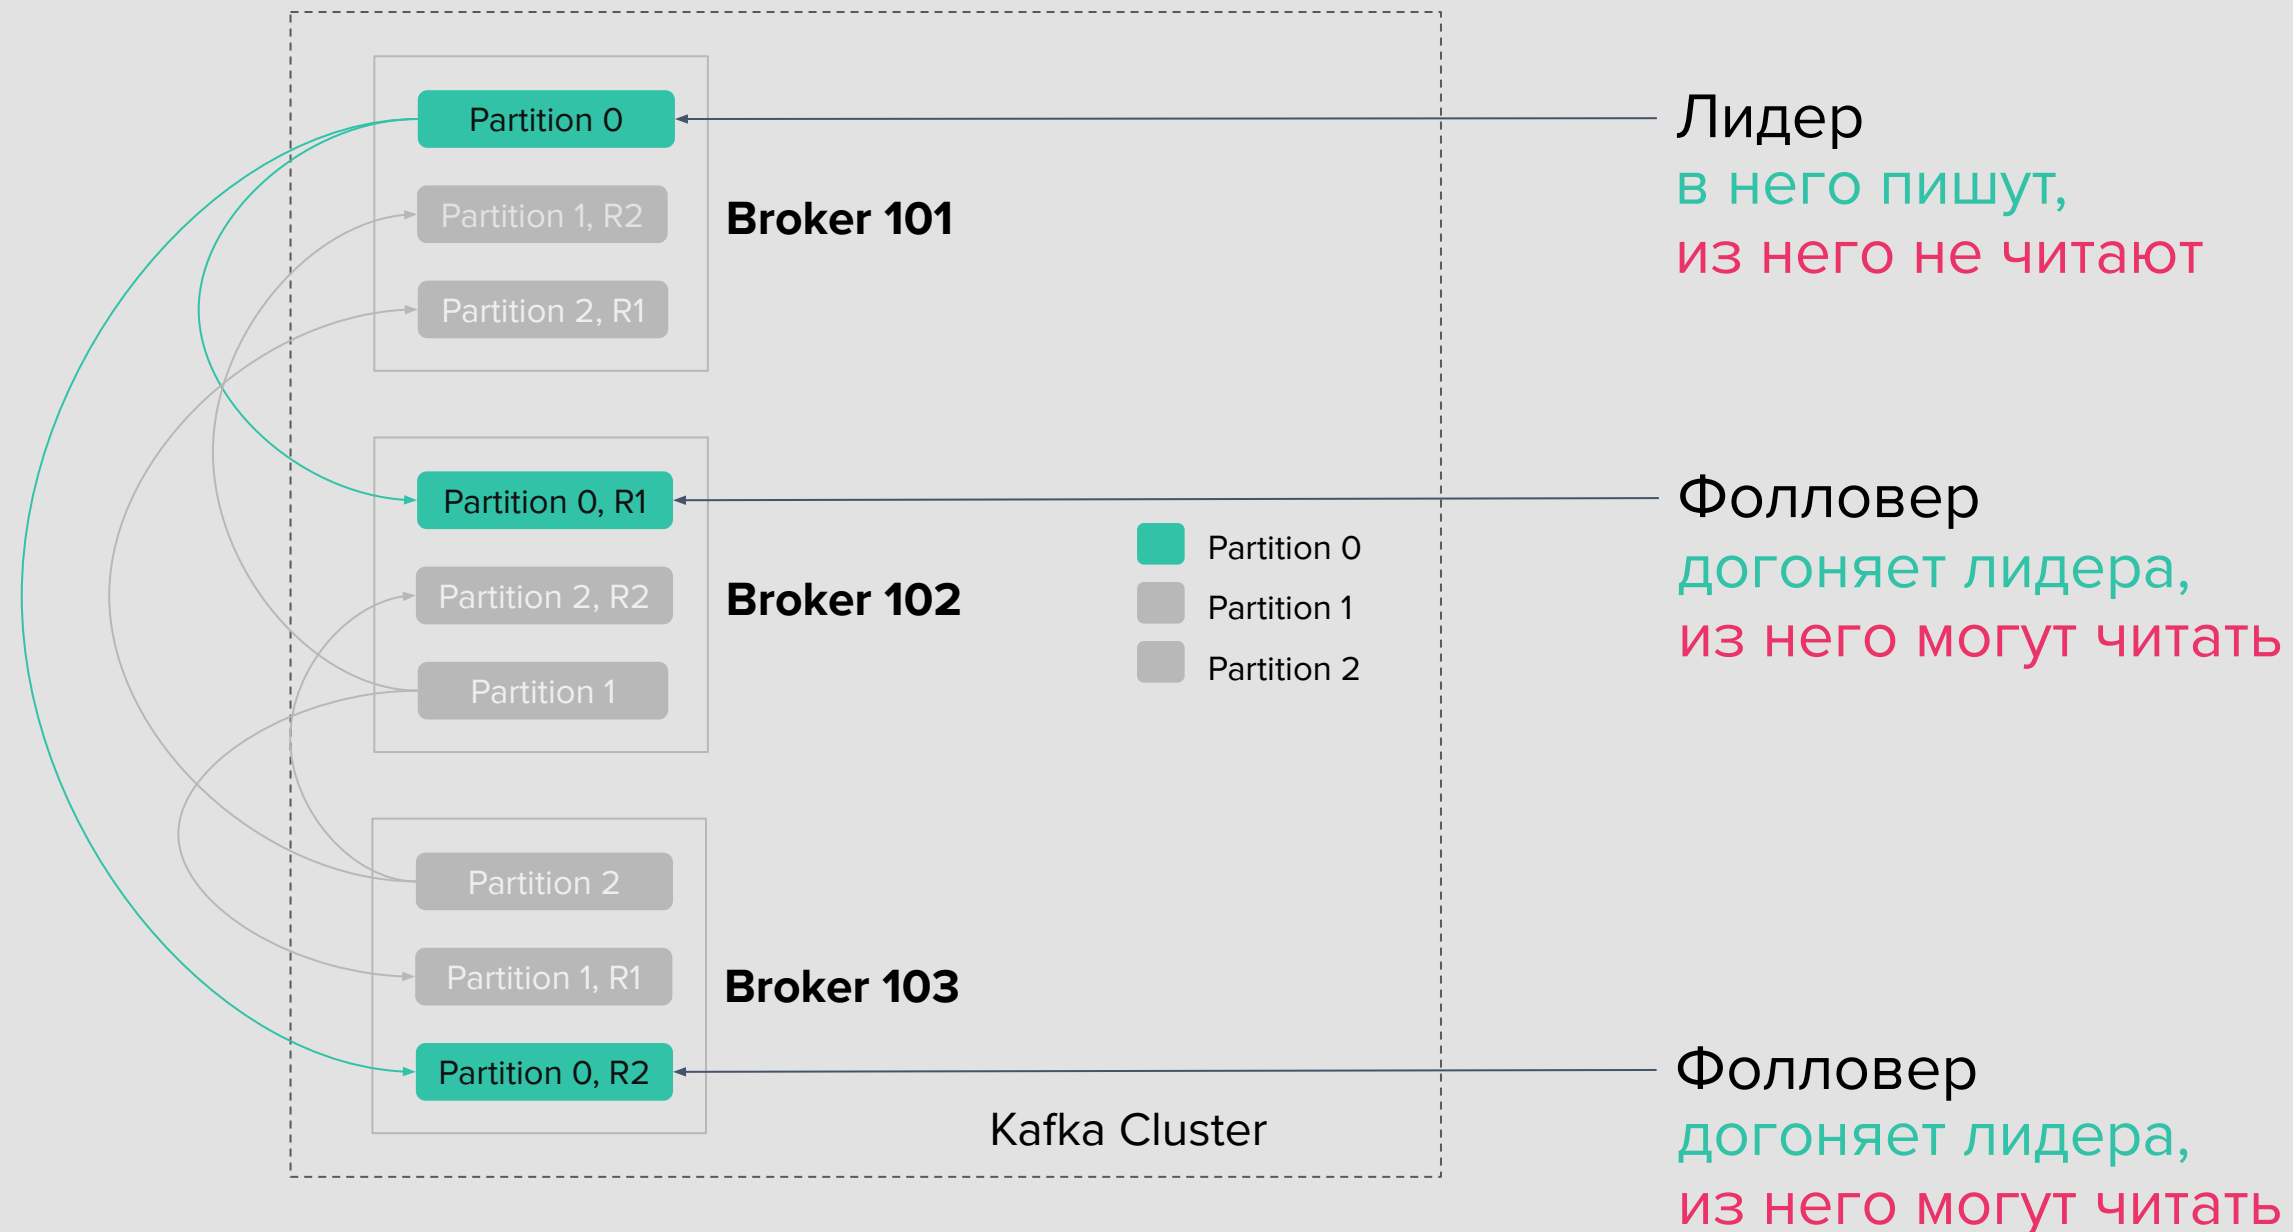 Partition 0
Partition 1, R2
Partition 2, R1
Broker 101
Лидер
в него пишут,
из него не читают
Partition 0, R1
Partition 2, R2
Partition 1
Broker 102
Partition 0
Partition 1
Partition 2
Фолловер
догоняет лидера,
из него могут читать
Partition 2
Partition 1, R1
Partition 0, R2
Broker 103
Kafka Cluster
Фолловер
догоняет лидера,
из него могут читать